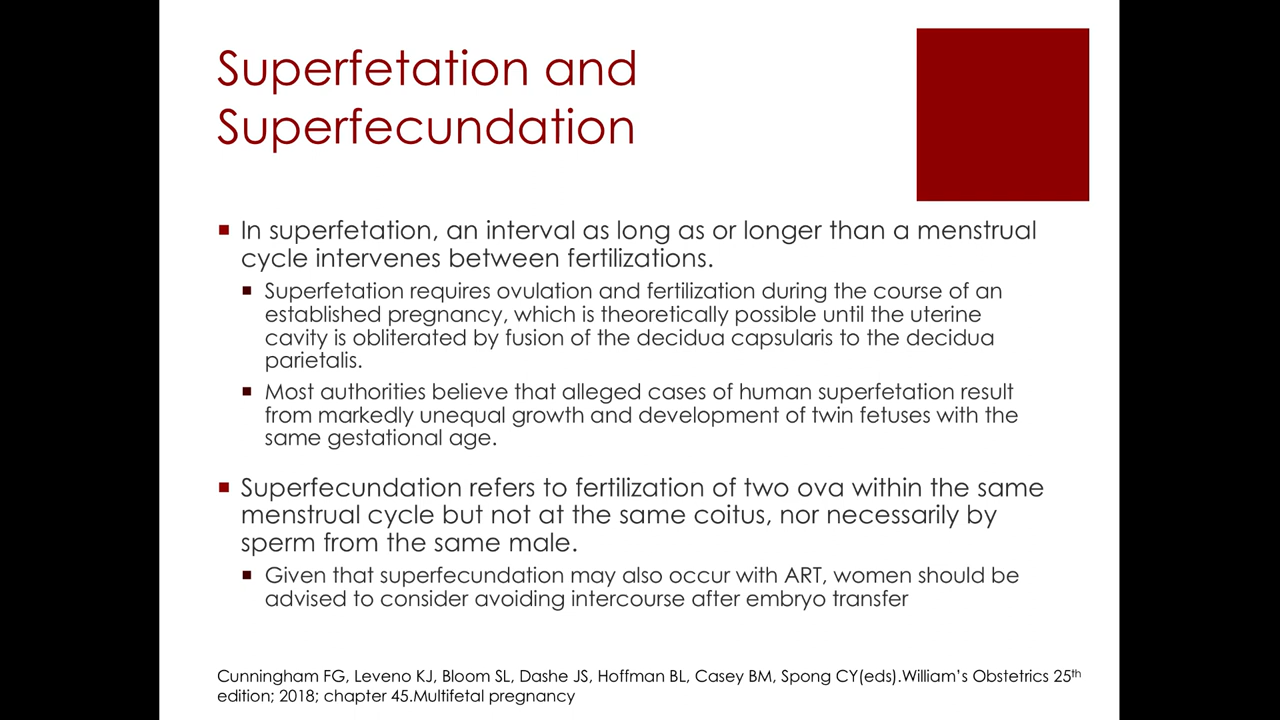 Superfetation and
Superfecundation
In superfetation, an interval as long as or longer than a menstrual
cycle intervenes between fertilizations.
Superfetation requires ovulation and fertilization during the course of an
established pregnancy, which is theoretically possible until the uterine
cavity is obliterated by fusion of the decidua capsularis to the decidua
parietalis.
Most authorities believe that alleged cases of human superfetation result
from markedly unequal growth and development of twin fetuses with the
same gestational age.
Superfecundation refers to fertilization of two ova within the same
menstrual cycle but not at the same coitus, nor necessarily by
sperm from the same male.
Given that superfecundation may also occur with ART, women should be
advised to consider avoiding intercourse after embryo transfer
Cunningham FG, Leveno KJ, Bloom SL, Dashe JS, Hoffman BL, Casey BM, Spong CY(eds).William's Obstetrics 25th
edition; 2018; chapter 45.Multifetal pregnancy